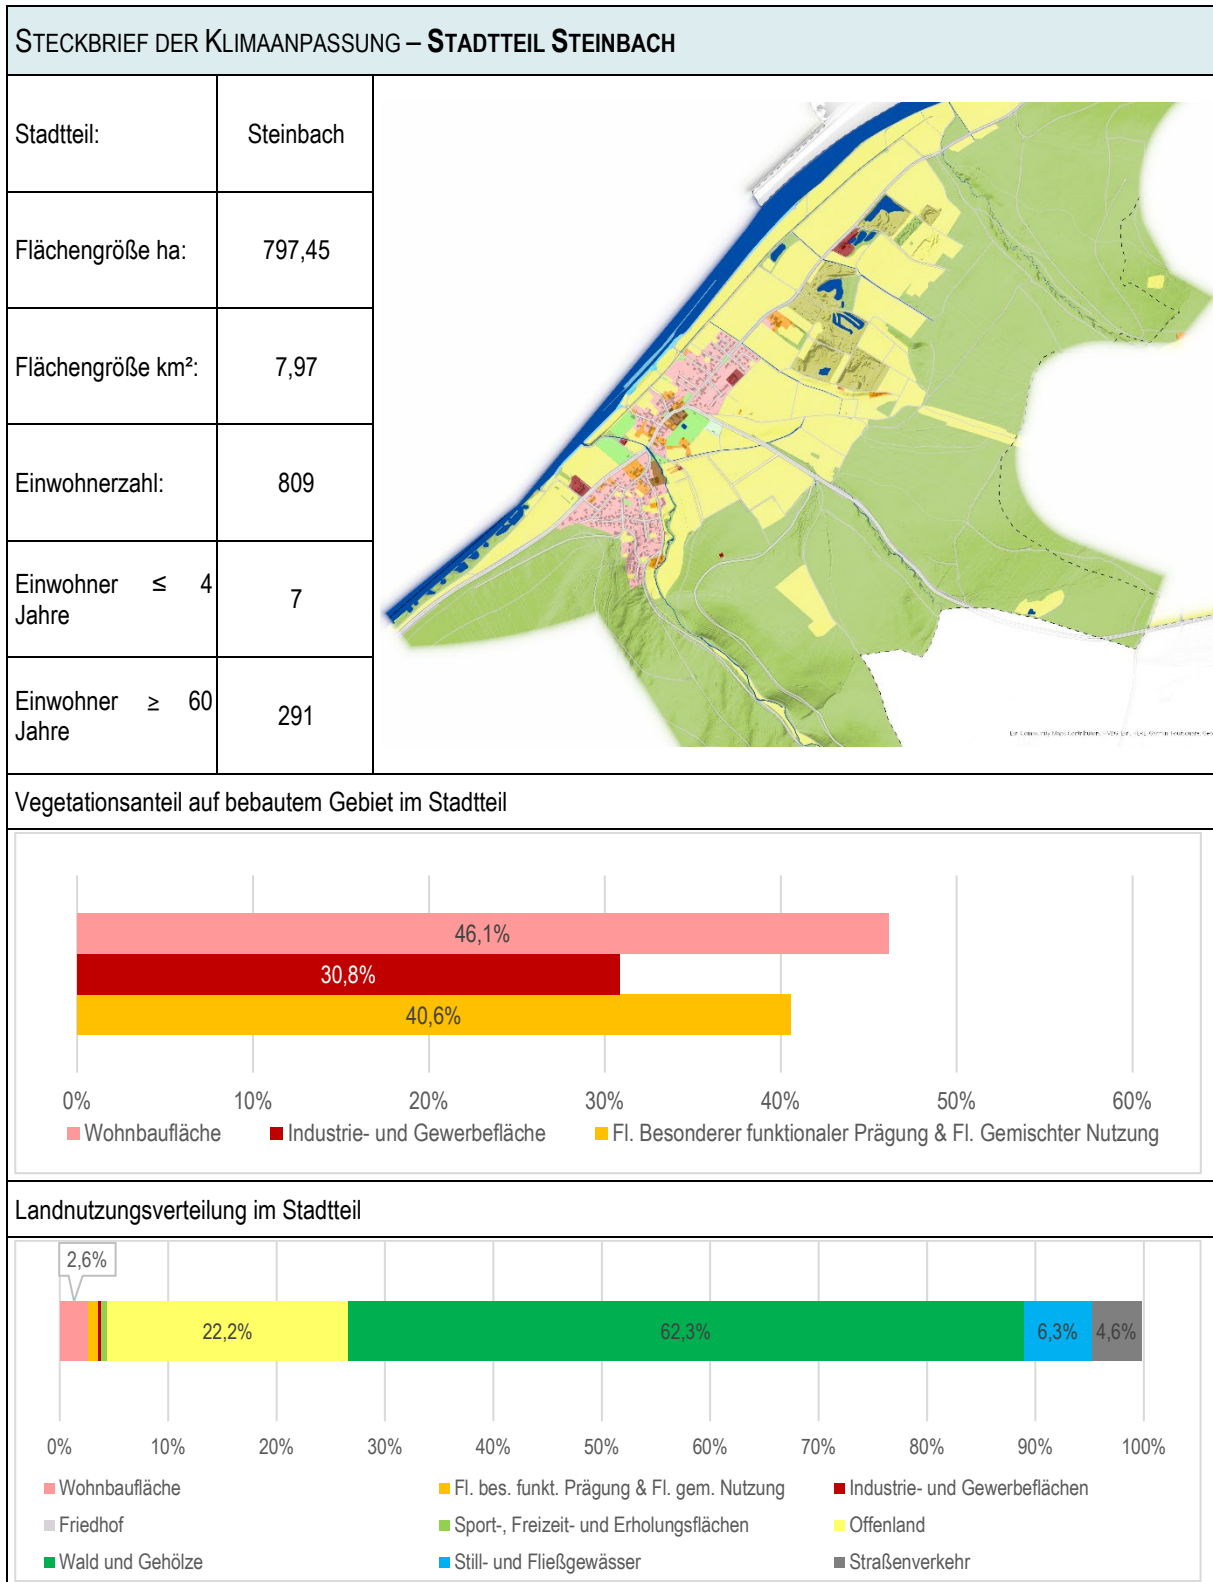 STECKBRIEF DER KLIMAANPASSUNG – STADTTEIL STEINBACH
Stadtteil: Steinbach
Flächengröße ha: 797,45
Flächengröße km²: 7,97
Einwohnerzahl: 809
Einwohner ≤ 4
Jahre
7
Einwohner ≥ 60
Jahre
291
Vegetationsanteil auf bebautem Gebiet im Stadtteil
46,1%
30,8%
40,6%
0% 10% 20% 30% 40% 50% 60%
Wohnbaufläche Industrie- und Gewerbefläche Fl. Besonderer funktionaler Prägung & Fl. Gemischter Nutzung
Landnutzungsverteilung im Stadtteil
2,6%
22,2% 62,3% 6,3% 4,6%
0% 10% 20% 30% 40% 50% 60% 70% 80% 90% 100%
Wohnbaufläche Fl. bes. funkt. Prägung & Fl. gem. Nutzung Industrie- und Gewerbeflächen
Friedhof Sport-, Freizeit- und Erholungsflächen Offenland
Wald und Gehölze Still- und Fließgewässer Straßenverkehr